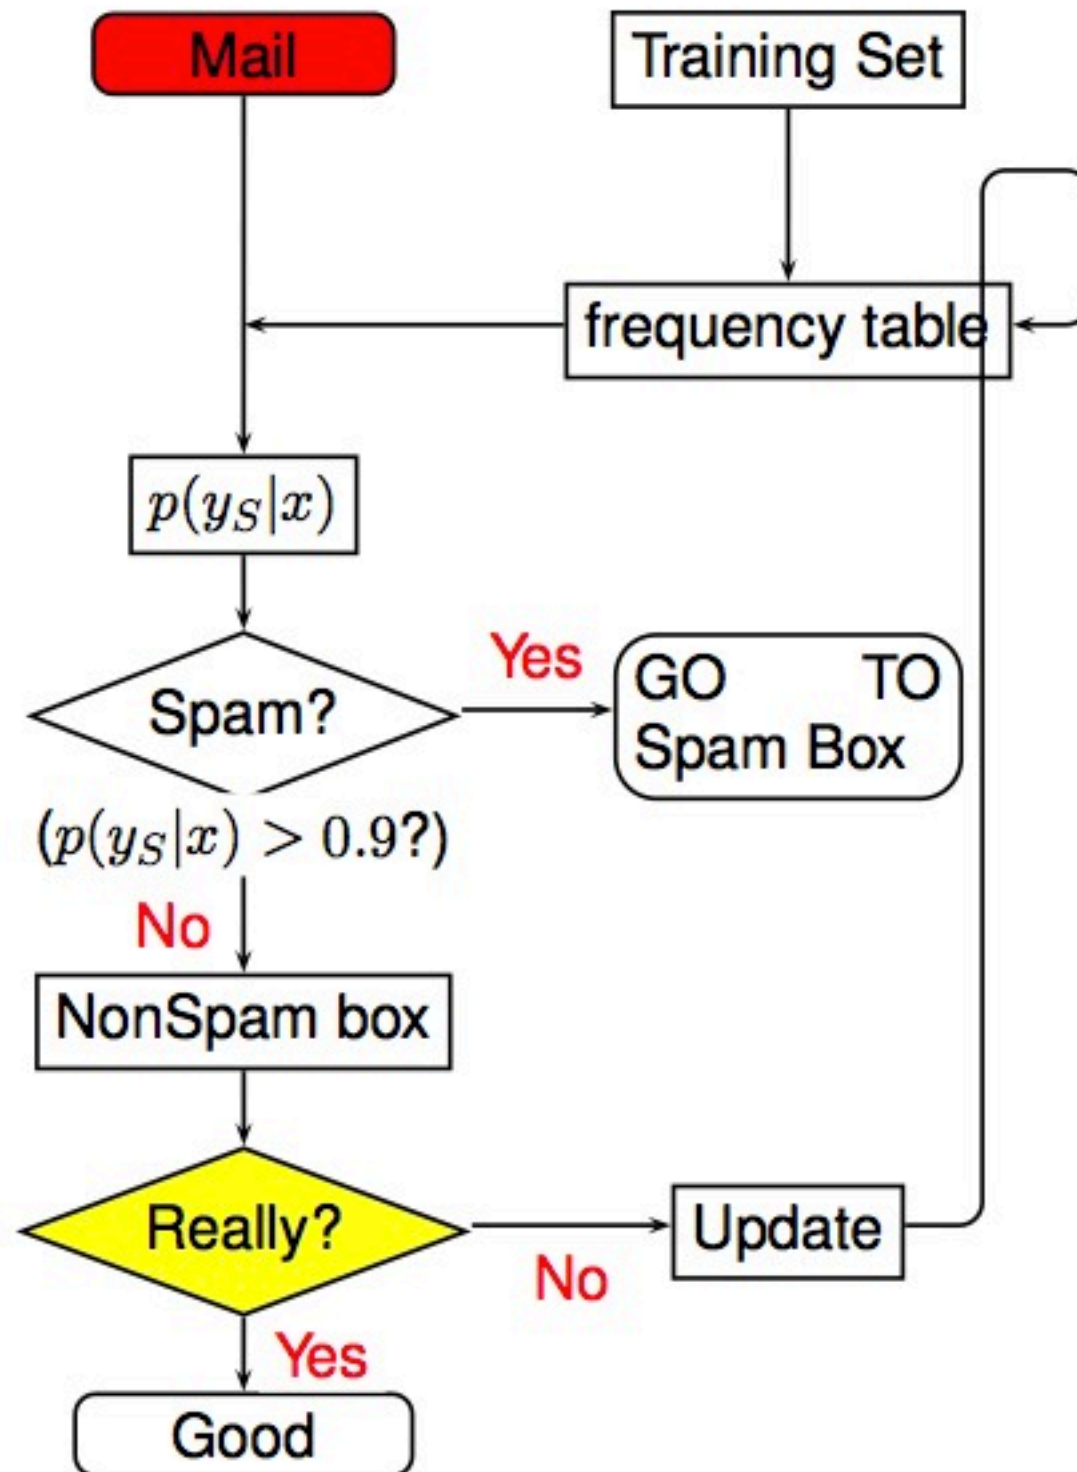 Mail
Training Set
frequency table
p(y_S|x)
Spam?
Yes
GO TO
Spam Box
(p(y_S|x) > 0.9?)
No
NonSpam box
Really?
No
Update
Yes
Good